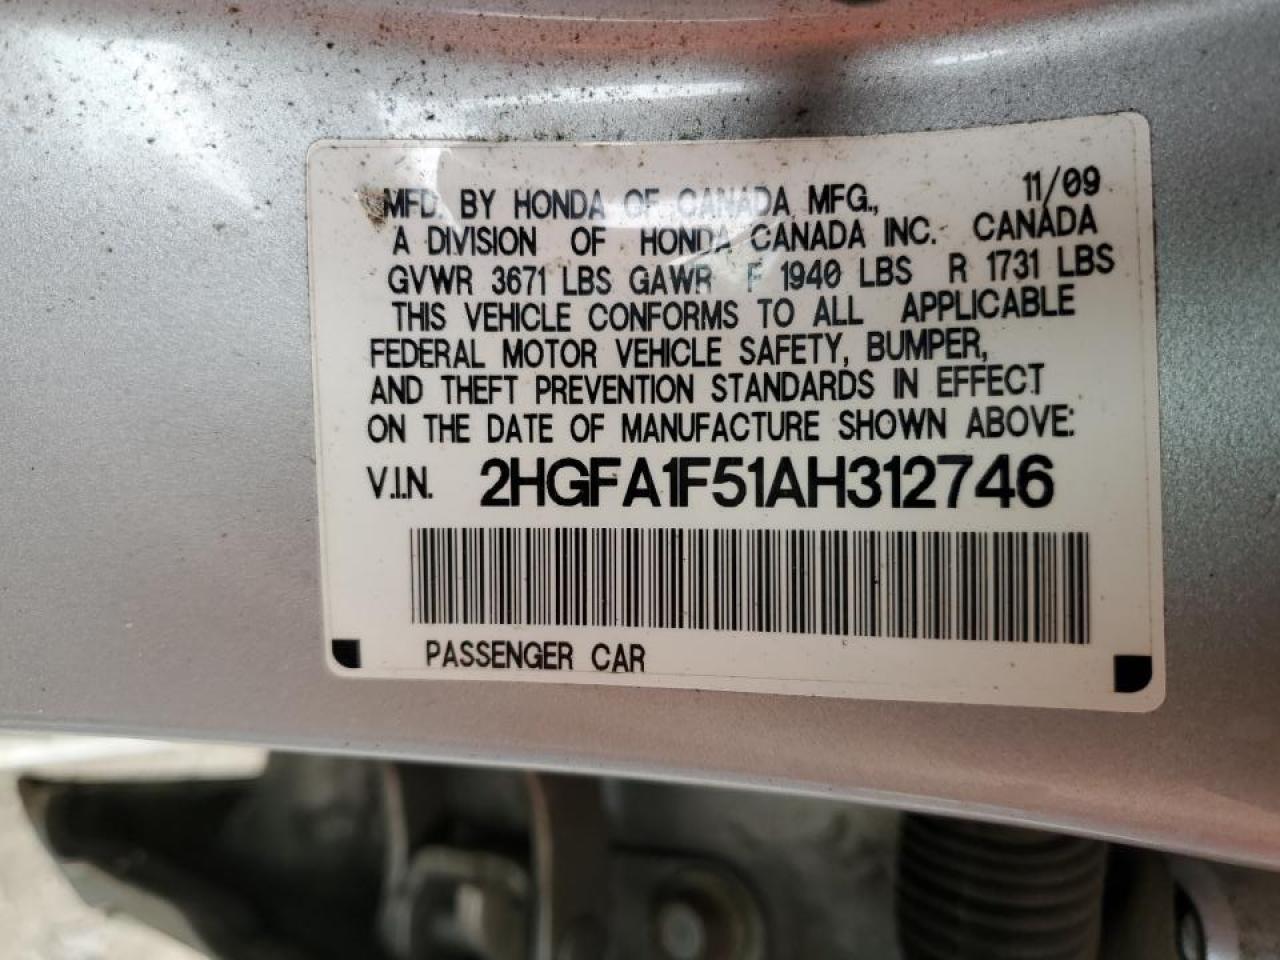 MFD. BY HONDA OF CANADA MFG., 11/09
A DIVISION OF HONDA CANADA INC. CANADA
GVWR 3671 LBS GAWR F 1940 LBS R 1731 LBS
THIS VEHICLE CONFORMS TO ALL APPLICABLE
FEDERAL MOTOR VEHICLE SAFETY, BUMPER,
AND THEFT PREVENTION STANDARDS IN EFFECT
ON THE DATE OF MANUFACTURE SHOWN ABOVE:
V.I.N. 2HGFA1F51AH312746
PASSENGER CAR